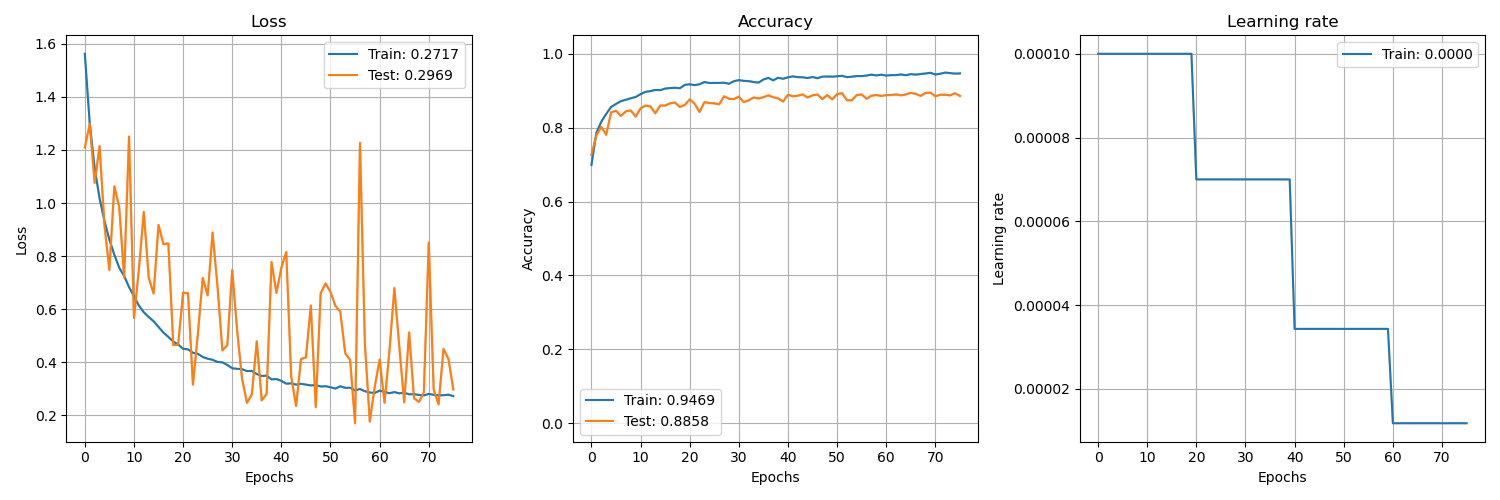 Loss
Train: 0.2717
Test: 0.2969
1.6
1.4
1.2
1.0
0.8
0.6
0.4
0.2
Loss
0 10 20 30 40 50 60 70
Epochs
Accuracy
1.0
0.8
0.6
0.4
0.2
0.0
Accuracy
Train: 0.9469
Test: 0.8858
0 10 20 30 40 50 60 70
Epochs
Learning rate
Train: 0.0000
0.00010
0.00008
0.00006
0.00004
0.00002
Learning rate
0 10 20 30 40 50 60 70
Epochs